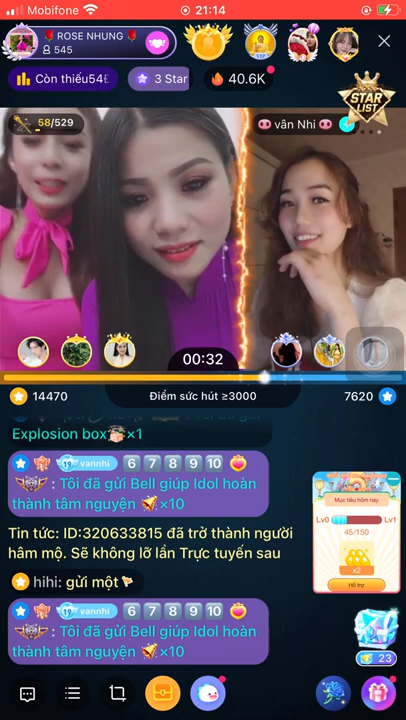 Mobifone 21:14
🌹 ROSE NHUNG 🌹
545
VIP
Còn thiếu54
3 Star
40.6K
STAR LIST
58/529
🐽 vân Nhi 🐽
00:32
14470 Điểm sức hút ≥3000 7620
Explosion box ×1
19 vannhi 6 7 8 9 10
: Tôi đã gửi Bell giúp Idol hoàn
thành tâm nguyện ×10
Tin tức: ID:320633815 đã trở thành người
hâm mộ. Sẽ không lỡ lần Trực tuyến sau
hihi: gửi một
vannhi 6 7 8 9 10
: Tôi đã gửi Bell giúp Idol hoàn
thành tâm nguyện ×10
Mục tiêu hôm nay
Lv0 Lv1
45/150
x2
Hỗ trợ
23